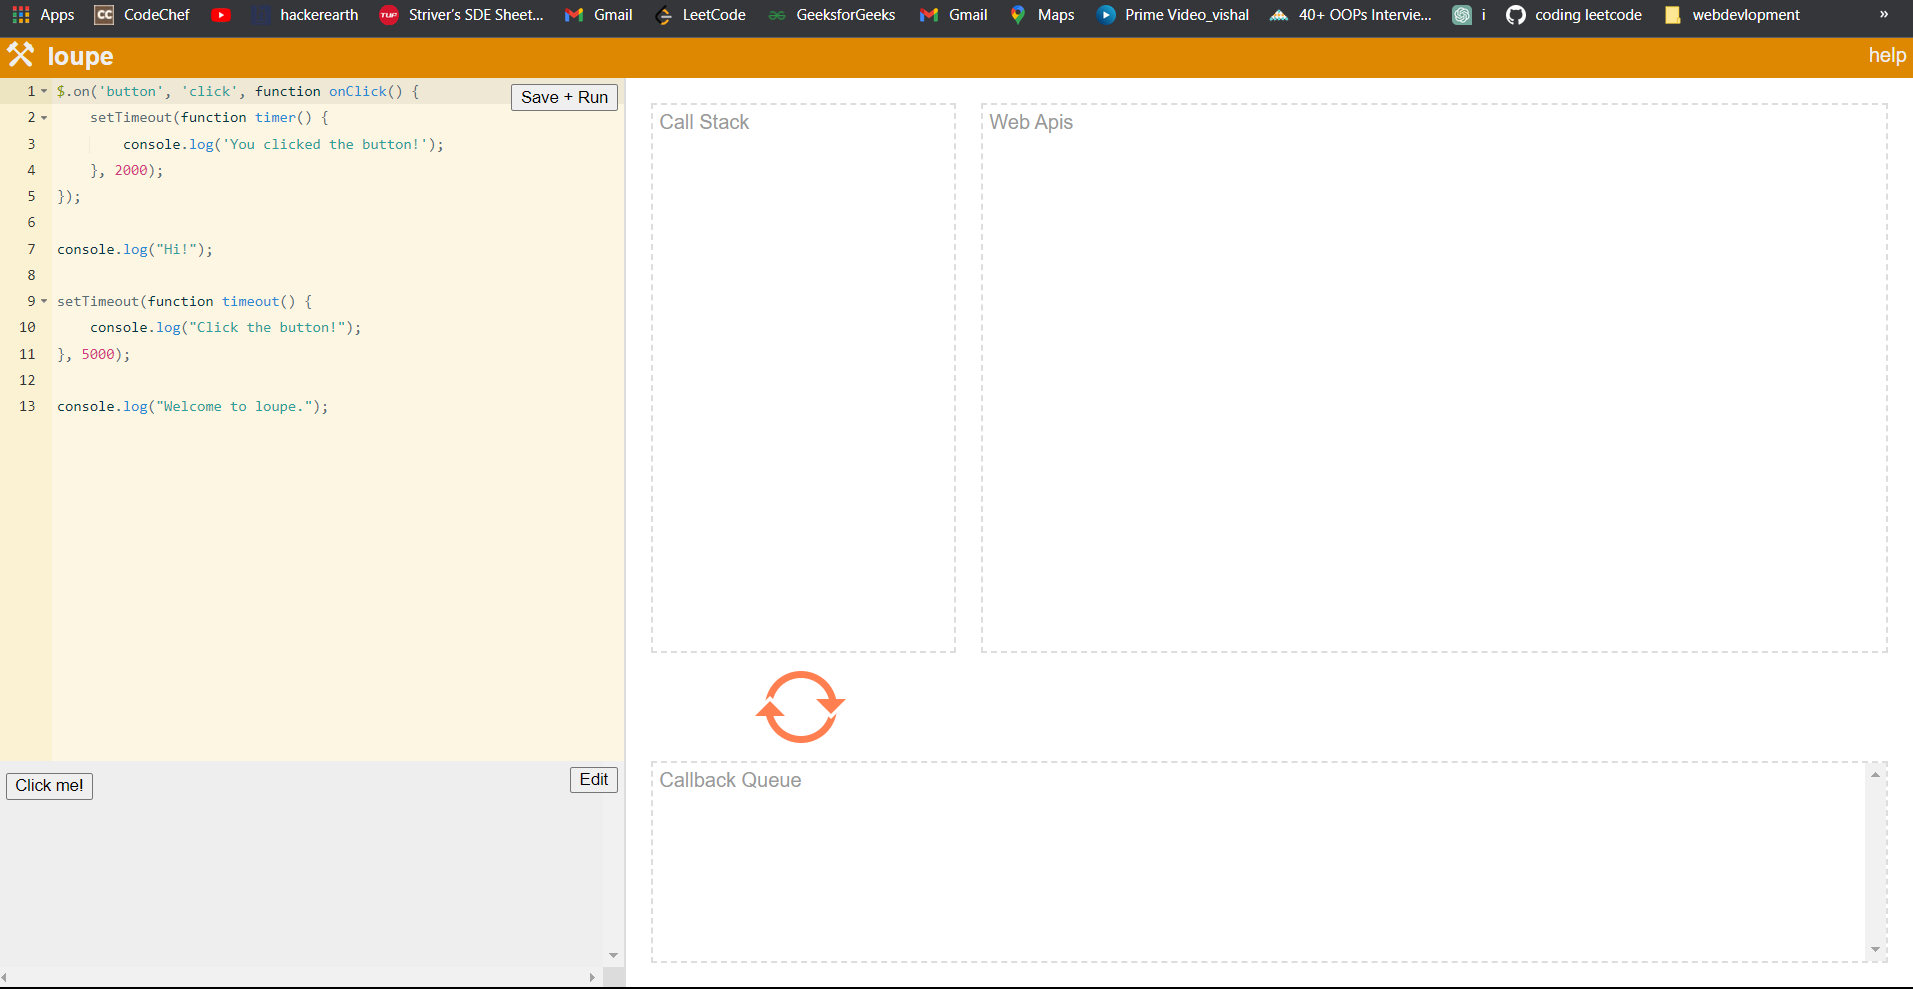 Apps CC CodeChef hackerearth TUF Striver's SDE Sheet... Gmail LeetCode GeeksforGeeks Gmail Maps Prime Video_vishal 40+ OOPs Intervie... i coding leetcode webdevlopment »
loupe help
1 $.on('button', 'click', function onClick() {
Save + Run
2 setTimeout(function timer() {
3 console.log('You clicked the button!');
4 }, 2000);
5 });
6
7 console.log("Hi!");
8
9 setTimeout(function timeout() {
10 console.log("Click the button!");
11 }, 5000);
12
13 console.log("Welcome to loupe.");
Click me!
Edit
Call Stack
Web Apis
Callback Queue